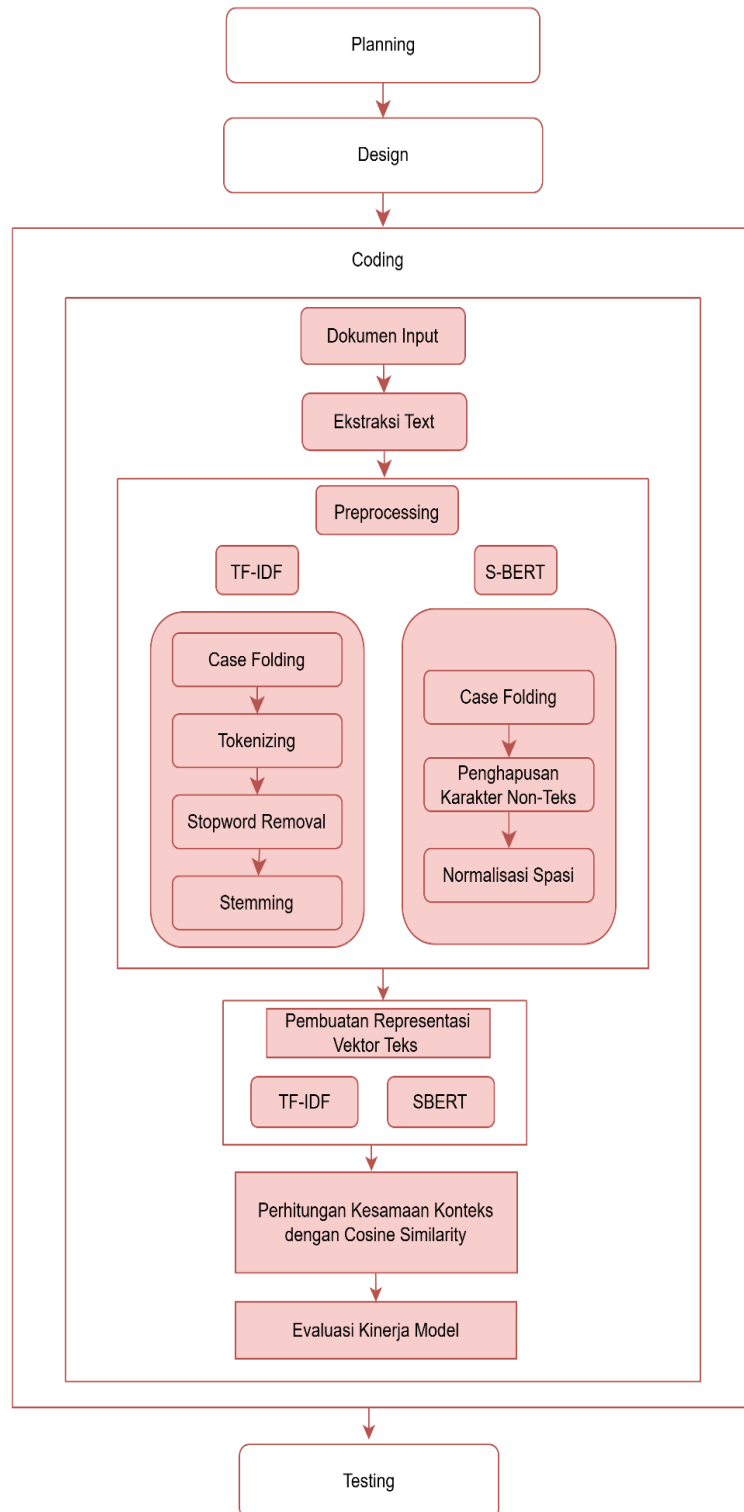 Planning
Design
Coding
Dokumen Input
Ekstraksi Text
Preprocessing
TF-IDF
Case Folding
Tokenizing
Stopword Removal
Stemming
S-BERT
Case Folding
Penghapusan
Karakter Non-Teks
Normalisasi Spasi
Pembuatan Representasi
Vektor Teks
TF-IDF
SBERT
Perhitungan Kesamaan Konteks
dengan Cosine Similarity
Evaluasi Kinerja Model
Testing